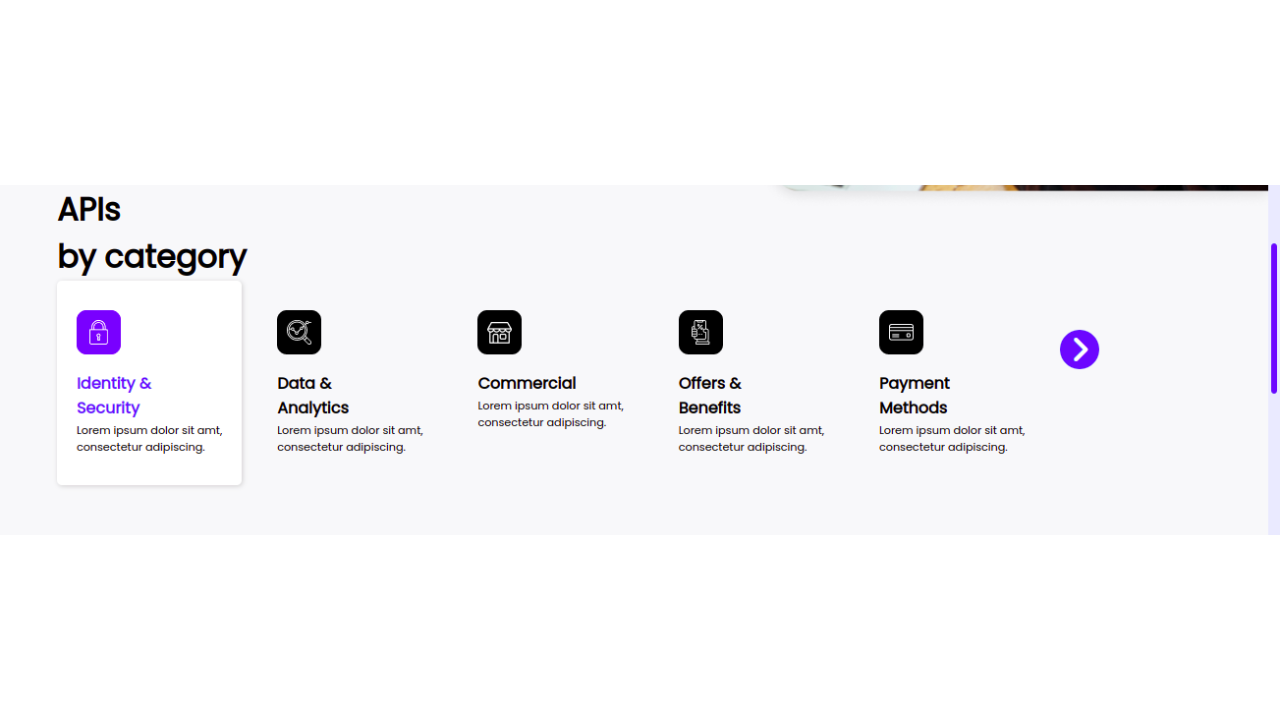 APIs
by category
Identity &
Security
Lorem ipsum dolor sit amt,
consectetur adipiscing.
Data &
Analytics
Lorem ipsum dolor sit amt,
consectetur adipiscing.
Commercial
Lorem ipsum dolor sit amt,
consectetur adipiscing.
Offers &
Benefits
Lorem ipsum dolor sit amt,
consectetur adipiscing.
Payment
Methods
Lorem ipsum dolor sit amt,
consectetur adipiscing.